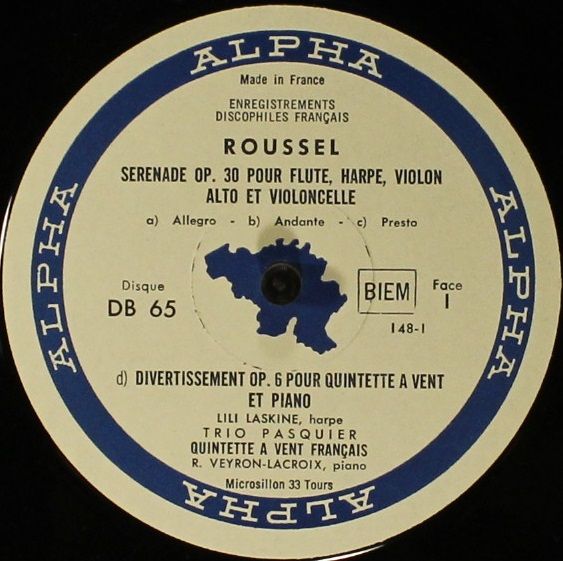 ALPHA
Made in France
ENREGISTREMENTS
DISCOPHILES FRANÇAIS
ROUSSEL
SERENADE OP. 30 POUR FLUTE, HARPE, VIOLON
ALTO ET VIOLONCELLE
a) Allegro - b) Andante - c) Presto
ALPHA
ALPHA
Disque
DB 65
BIEM
Face
I
148-1
d) DIVERTISSEMENT OP. 6 POUR QUINTETTE A VENT
ET PIANO
LILI LASKINE, harpe
TRIO PASQUIER
QUINTETTE A VENT FRANÇAIS
R. VEYRON-LACROIX, piano
Microsillon 33 Tours
ALPHA